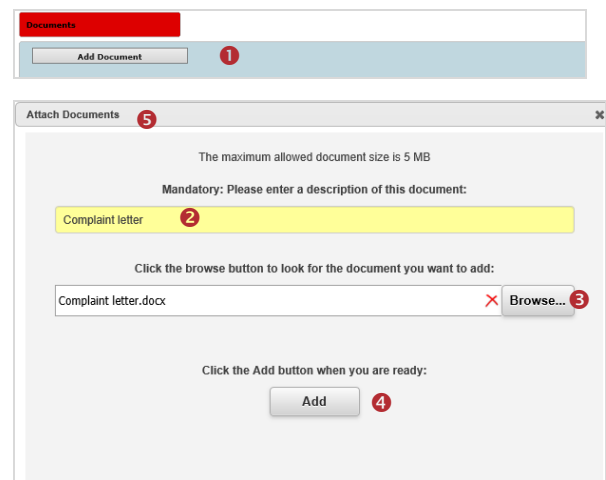 Documents
Add Document 1
Attach Documents 5
The maximum allowed document size is 5 MB
Mandatory: Please enter a description of this document:
Complaint letter 2
Click the browse button to look for the document you want to add:
Complaint letter.docx Browse... 3
Click the Add button when you are ready:
Add 4